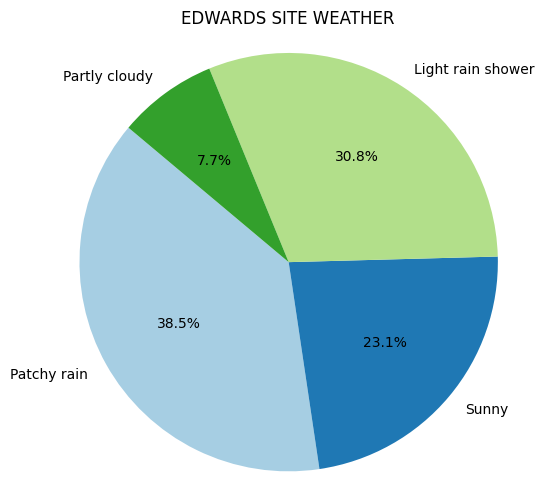 EDWARDS SITE WEATHER
Light rain shower
Partly cloudy
30.8%
7.7%
38.5%
23.1%
Patchy rain
Sunny